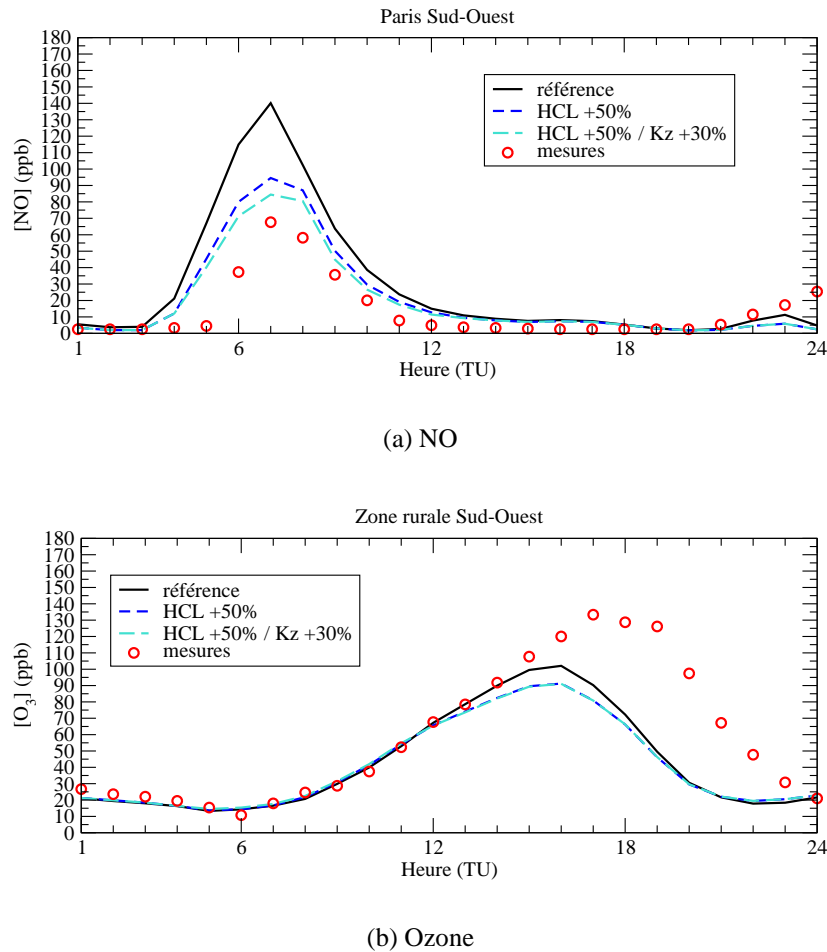 Paris Sud-Ouest
180
170
160
150
140
130
120
110
100
90
80
70
60
50
40
30
20
10
0
[NO] (ppb)
référence
HCL +50%
HCL +50% / Kz +30%
mesures
1 6 12 18 24
Heure (TU)
(a) NO
Zone rurale Sud-Ouest
180
170
160
150
140
130
120
110
100
90
80
70
60
50
40
30
20
10
0
[O3] (ppb)
référence
HCL +50%
HCL +50% / Kz +30%
mesures
1 6 12 18 24
Heure (TU)
(b) Ozone